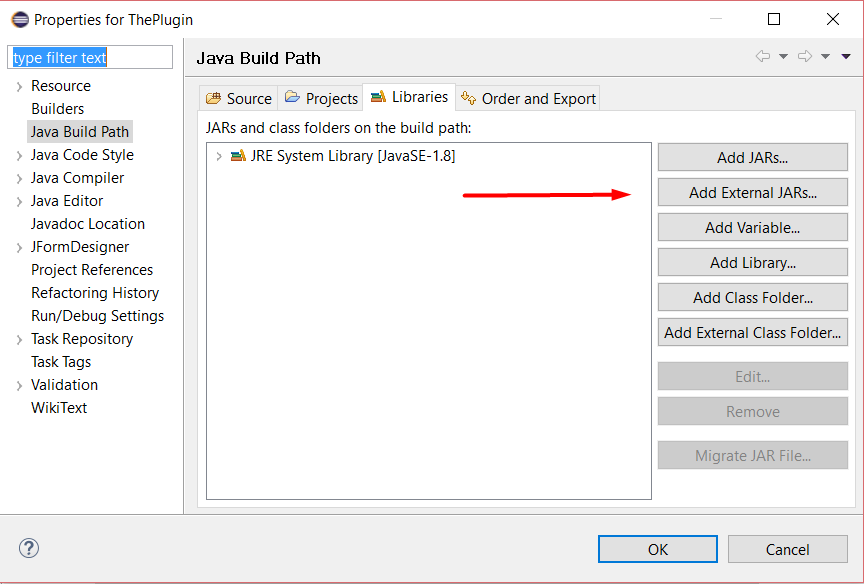 Properties for ThePlugin
type filter text
Resource
Builders
Java Build Path
Java Code Style
Java Compiler
Java Editor
Javadoc Location
JFormDesigner
Project References
Refactoring History
Run/Debug Settings
Task Repository
Task Tags
Validation
WikiText
Java Build Path
Source Projects Libraries Order and Export
JARs and class folders on the build path:
JRE System Library [JavaSE-1.8]
Add JARs...
Add External JARs...
Add Variable...
Add Library...
Add Class Folder...
Add External Class Folder...
Edit...
Remove
Migrate JAR File...
?
OK Cancel